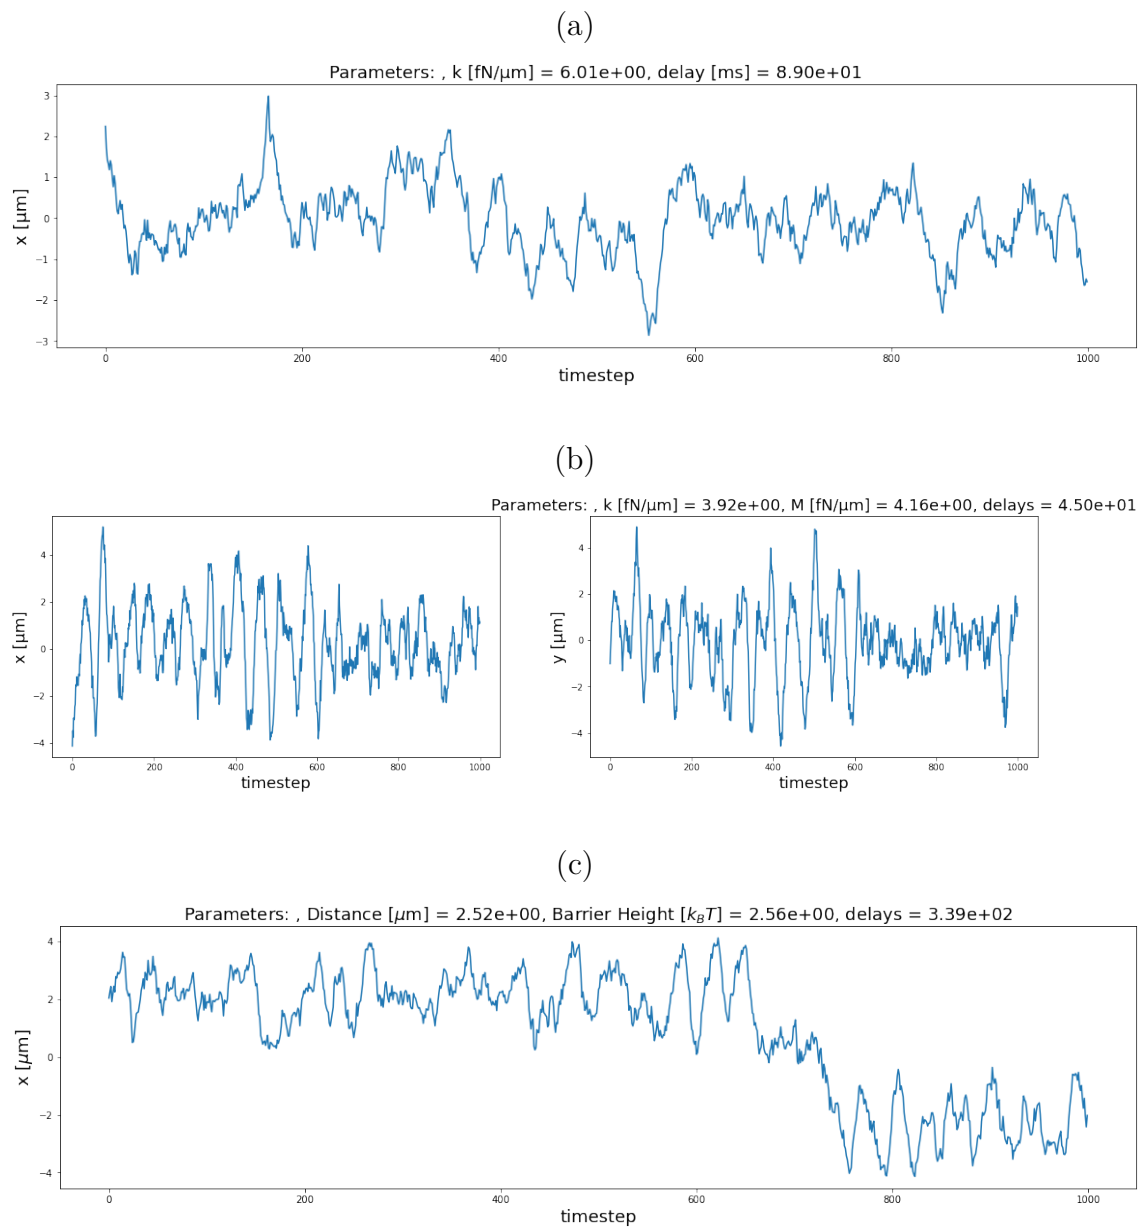 (a)
Parameters: , k [fN/μm] = 6.01e+00, delay [ms] = 8.90e+01
3
2
1
0
−1
−2
−3
x [μm]
0 200 400 600 800 1000
timestep
(b)
Parameters: , k [fN/μm] = 3.92e+00, M [fN/μm] = 4.16e+00, delays = 4.50e+01
4
2
0
−2
−4
x [μm]
0 200 400 600 800 1000
timestep
4
2
0
−2
−4
y [μm]
0 200 400 600 800 1000
timestep
(c)
Parameters: , Distance [μm] = 2.52e+00, Barrier Height [k_BT] = 2.56e+00, delays = 3.39e+02
4
2
0
−2
−4
x [μm]
0 200 400 600 800 1000
timestep